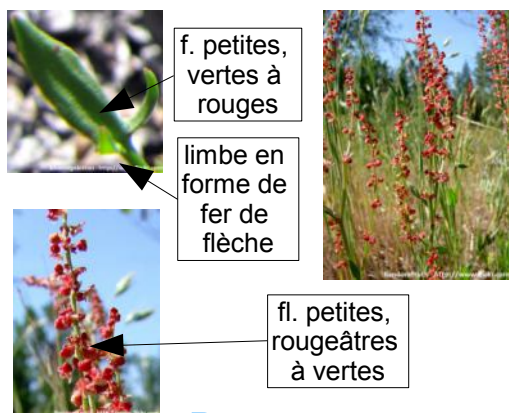 f. petites,
vertes à
rouges
limbe en
forme de
fer de
flèche
fl. petites,
rougeâtres
à vertes